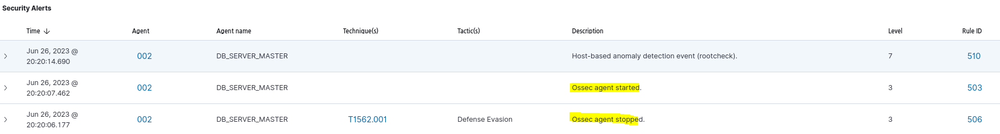 Security Alerts
Time Agent Agent name Technique(s) Tactic(s) Description Level Rule ID
Jun 26, 2023 @ 20:20:14.690 002 DB_SERVER_MASTER Host-based anomaly detection event (rootcheck). 7 510
Jun 26, 2023 @ 20:20:07.462 002 DB_SERVER_MASTER Ossec agent started. 3 503
Jun 26, 2023 @ 20:20:06.177 002 DB_SERVER_MASTER T1562.001 Defense Evasion Ossec agent stopped. 3 506